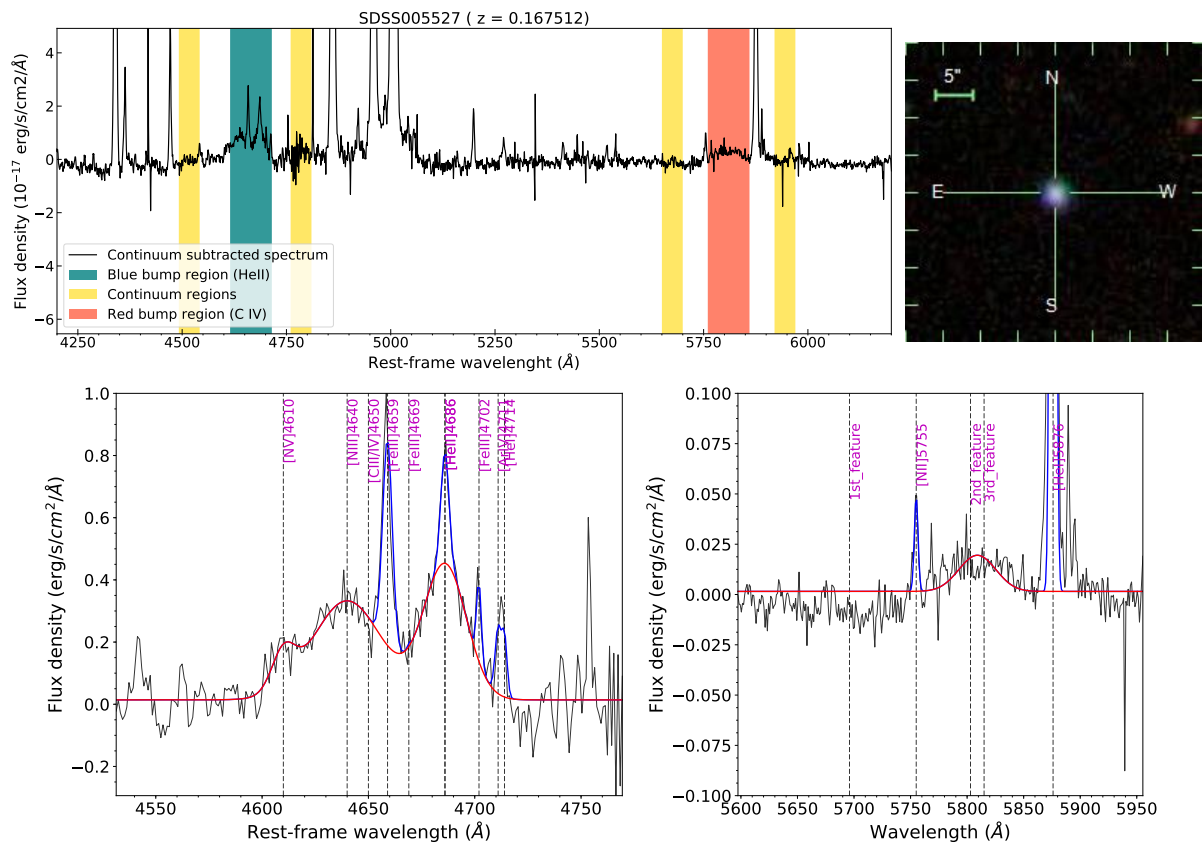 SDSS005527 ( z = 0.167512)
Flux density (10⁻¹⁷ erg/s/cm2/Å)
4
2
0
−2
−4
−6
Continuum subtracted spectrum
Blue bump region (HeII)
Continuum regions
Red bump region (C IV)
4250 4500 4750 5000 5250 5500 5750 6000
Rest-frame wavelenght (Å)
5"
N
E
W
S
Flux density (erg/s/cm²/Å)
1.0
0.8
0.6
0.4
0.2
0.0
−0.2
[NV]4610
[NIII]4640
[CIII/IV]4650
[FeIII]4659
[FeIII]4669
[HeII]4686
[FeIII]4702
[HeI]4714
4550 4600 4650 4700 4750
Rest-frame wavelength (Å)
Flux density (erg/s/cm²/Å)
0.100
0.075
0.050
0.025
0.000
−0.025
−0.050
−0.075
−0.100
1st_feature
[NII]5755
2nd_feature
3rd_feature
[HeI]5876
5600 5650 5700 5750 5800 5850 5900 5950
Wavelength (Å)